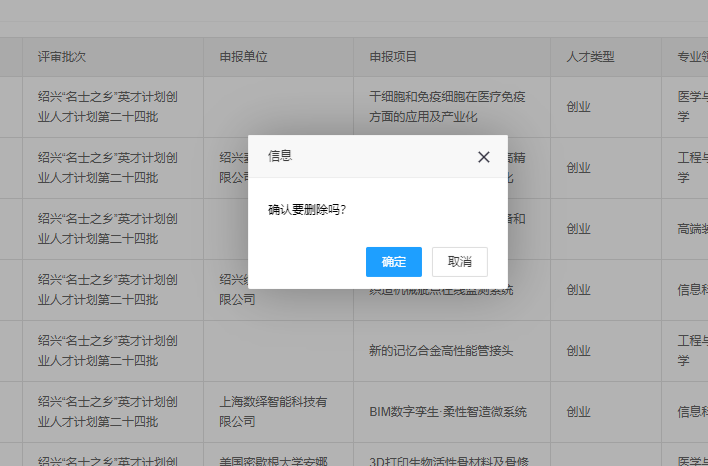 评审批次
申报单位
申报项目
人才类型
专业领
绍兴“名士之乡”英才计划创
业人才计划第二十四批
干细胞和免疫细胞在医疗疮疫
方面的应用及产业化
创业
医学与
学
绍兴“名士之乡”英才计划创
业人才计划第二十四批
绍兴
限公司
高精
化
创业
工程与
学
绍兴“名士之乡”英才计划创
业人才计划第二十四批
备和
创业
高端装
绍兴“名士之乡”英才计划创
业人才计划第二十四批
绍兴
限公司
织造机械疵点在线监测系统
创业
信息科
绍兴“名士之乡”英才计划创
业人才计划第二十四批
新的记忆合金高性能管接头
创业
工程与
学
绍兴“名士之乡”英才计划创
业人才计划第二十四批
上海数绎智能科技有
限公司
BIM数字孪生·柔性智造微系统
创业
信息科
绍兴“名士之乡”英才计划创
美国密歇根大学安娜
3D打印生物活性骨材料及骨修
医学与
信息
确认要删除吗?
确定
取消